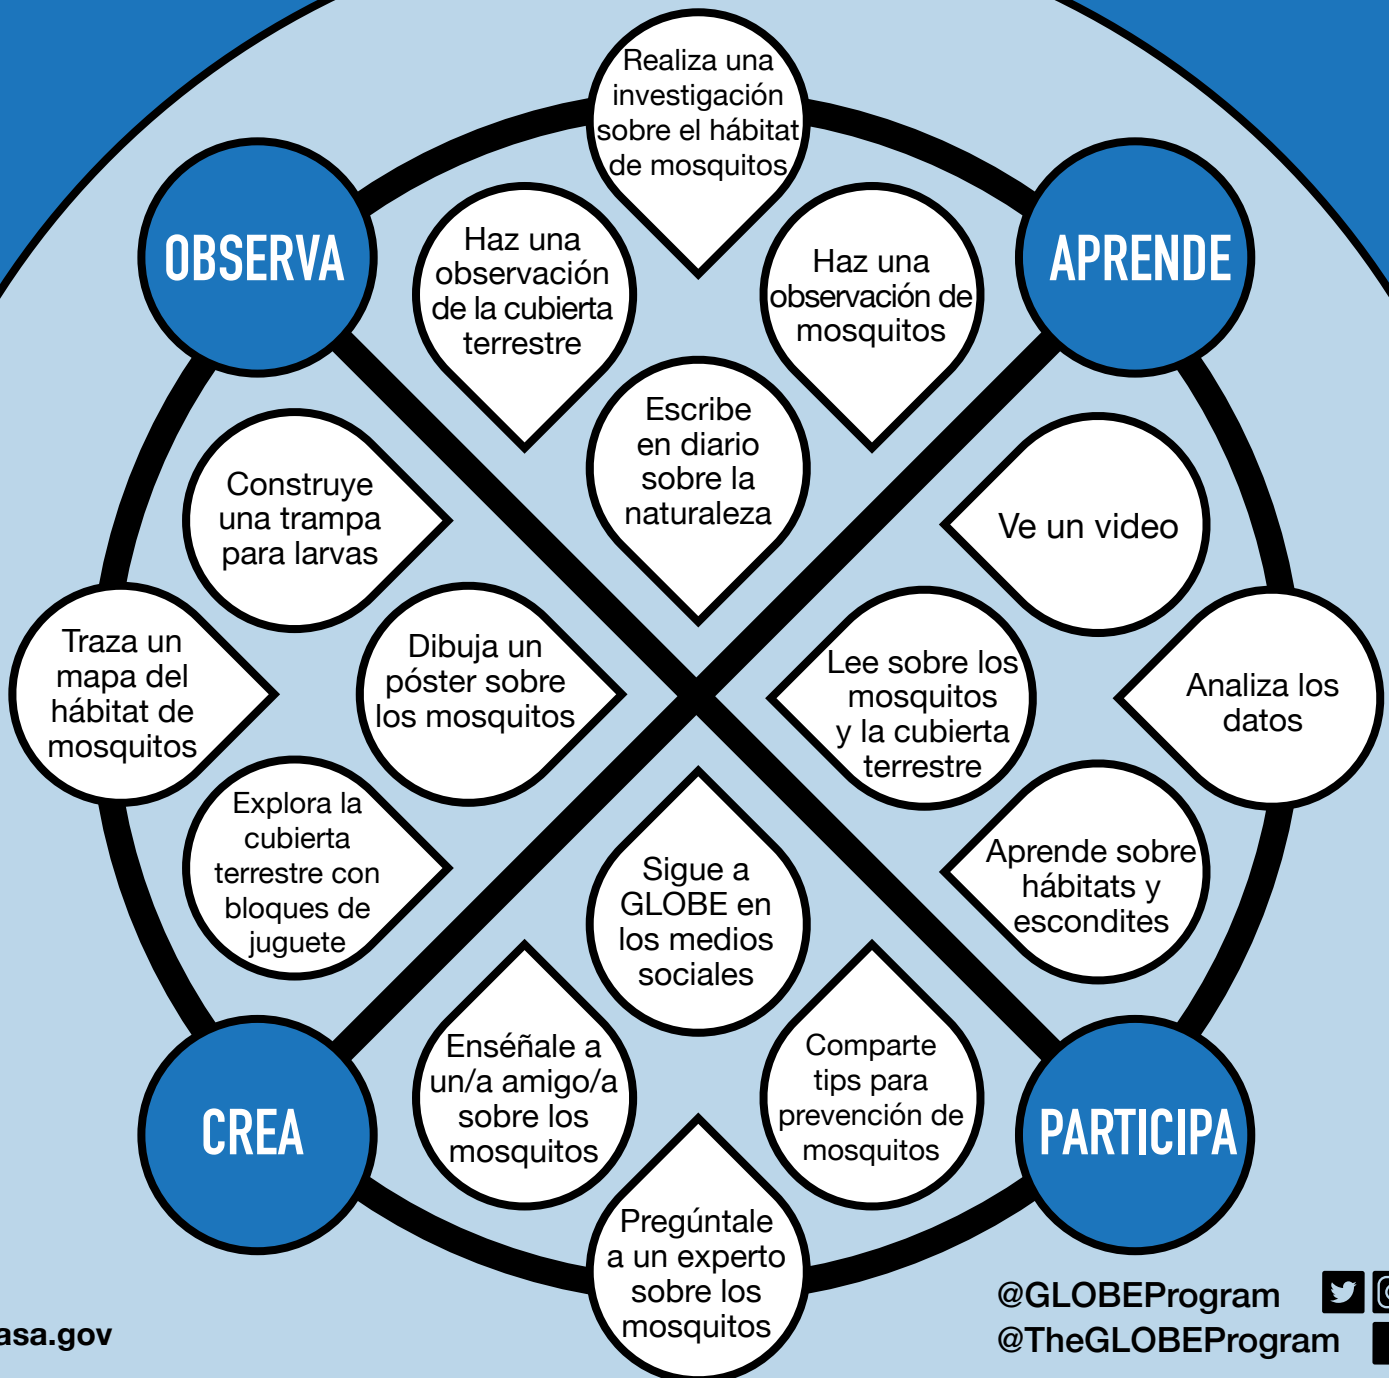 Realiza una
investigación
sobre el hábitat
de mosquitos
OBSERVA
APRENDE
Haz una
observación
de la cubierta
terrestre
Haz una
observación de
mosquitos
Escribe
en diario
sobre la
naturaleza
Construye
una trampa
para larvas
Ve un video
Traza un
mapa del
hábitat de
mosquitos
Dibuja un
póster sobre
los mosquitos
Lee sobre los
mosquitos
y la cubierta
terrestre
Analiza los
datos
Explora la
cubierta
terrestre con
bloques de
juguete
Sigue a
GLOBE en
los medios
sociales
Aprende sobre
hábitats y
escondites
CREA
Enséñale a
un/a amigo/a
sobre los
mosquitos
Comparte
tips para
prevención de
mosquitos
PARTICIPA
Pregúntale
a un experto
sobre los
mosquitos
asa.gov
@GLOBEProgram
@TheGLOBEProgram